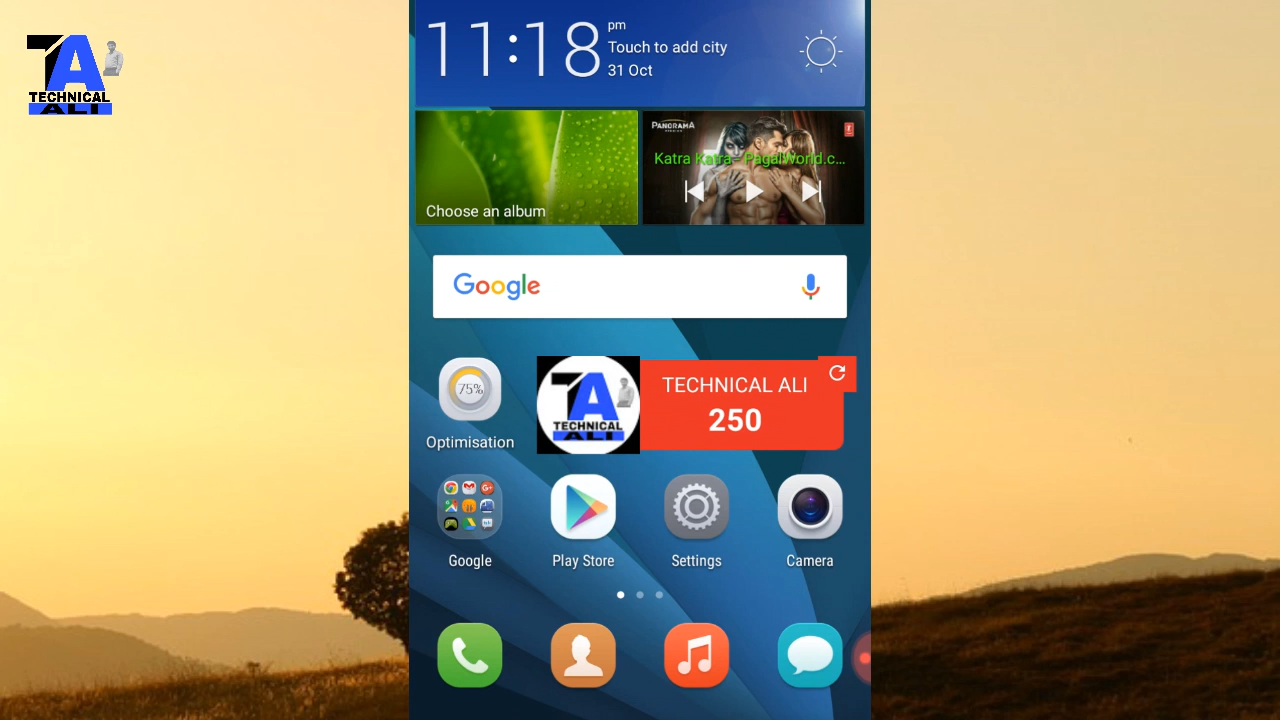 TECHNICAL
ALI
11:18 pm
Touch to add city
31 Oct
Choose an album
PANORAMA
Katra Katra - PagalWorld.c...
Google
75%
Optimisation
TECHNICAL
ALI
TECHNICAL ALI
250
Google
Play Store
Settings
Camera